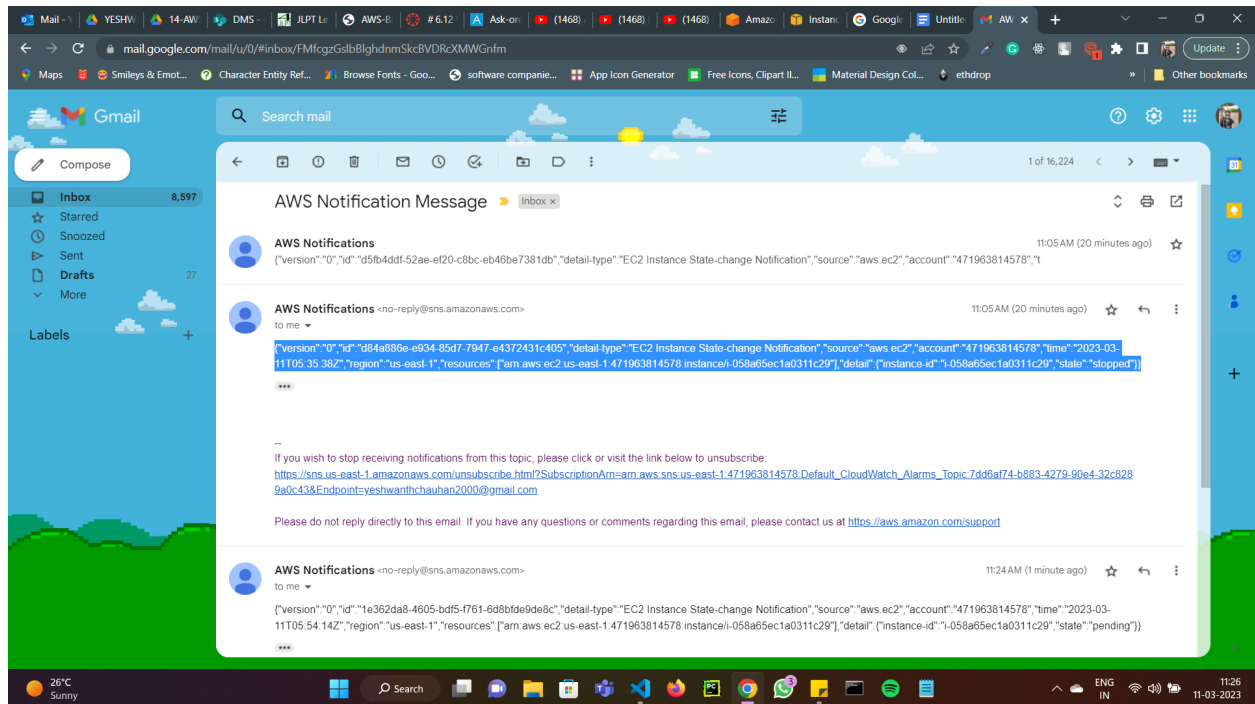 Mail - Y YESHW 14-AWS DMS - JLPT Le AWS-Ba # 6.12 Ask-on (1468) (1468) (1468) Amazo Instanc Google Untitle AW
mail.google.com/mail/u/0/#inbox/FMfcgzGslbBlghdnmSkcBVDRcXMWGnfm Update
Maps Smileys & Emot... Character Entity Ref... Browse Fonts - Goo... software companie... App Icon Generator Free Icons, Clipart Il... Material Design Col... ethdrop » Other bookmarks
Gmail Search mail
Compose 1 of 16,224
Inbox 8,597
Starred
Snoozed
Sent
Drafts 27
More
Labels
AWS Notification Message Inbox ×
AWS Notifications 11:05 AM (20 minutes ago)
{"version":"0","id":"d5fb4ddf-52ae-ef20-c8bc-eb46be7381db","detail-type":"EC2 Instance State-change Notification","source":"aws.ec2","account":"471963814578","t
AWS Notifications <no-reply@sns.amazonaws.com> 11:05 AM (20 minutes ago)
to me
{"version":"0","id":"d84a886e-e934-85d7-7947-e4372431c405","detail-type":"EC2 Instance State-change Notification","source":"aws.ec2","account":"471963814578","time":"2023-03-
11T05:35:38Z","region":"us-east-1","resources":["arn:aws:ec2:us-east-1:471963814578:instance/i-058a65ec1a0311c29"],"detail":{"instance-id":"i-058a65ec1a0311c29","state":"stopped"}}
--
If you wish to stop receiving notifications from this topic, please click or visit the link below to unsubscribe:
https://sns.us-east-1.amazonaws.com/unsubscribe.html?SubscriptionArn=arn:aws:sns:us-east-1:471963814578:Default_CloudWatch_Alarms_Topic:7dd6af74-b883-4279-90e4-32c828
9a0c43&Endpoint=yeshwanthchauhan2000@gmail.com
Please do not reply directly to this email. If you have any questions or comments regarding this email, please contact us at https://aws.amazon.com/support
AWS Notifications <no-reply@sns.amazonaws.com> 11:24 AM (1 minute ago)
to me
{"version":"0","id":"1e362da8-4605-bdf5-f761-6d8bfde9de8c","detail-type":"EC2 Instance State-change Notification","source":"aws.ec2","account":"471963814578","time":"2023-03-
11T05:54:14Z","region":"us-east-1","resources":["arn:aws:ec2:us-east-1:471963814578:instance/i-058a65ec1a0311c29"],"detail":{"instance-id":"i-058a65ec1a0311c29","state":"pending"}}
26°C
Sunny
Search
3
ENG
IN
11:26
11-03-2023